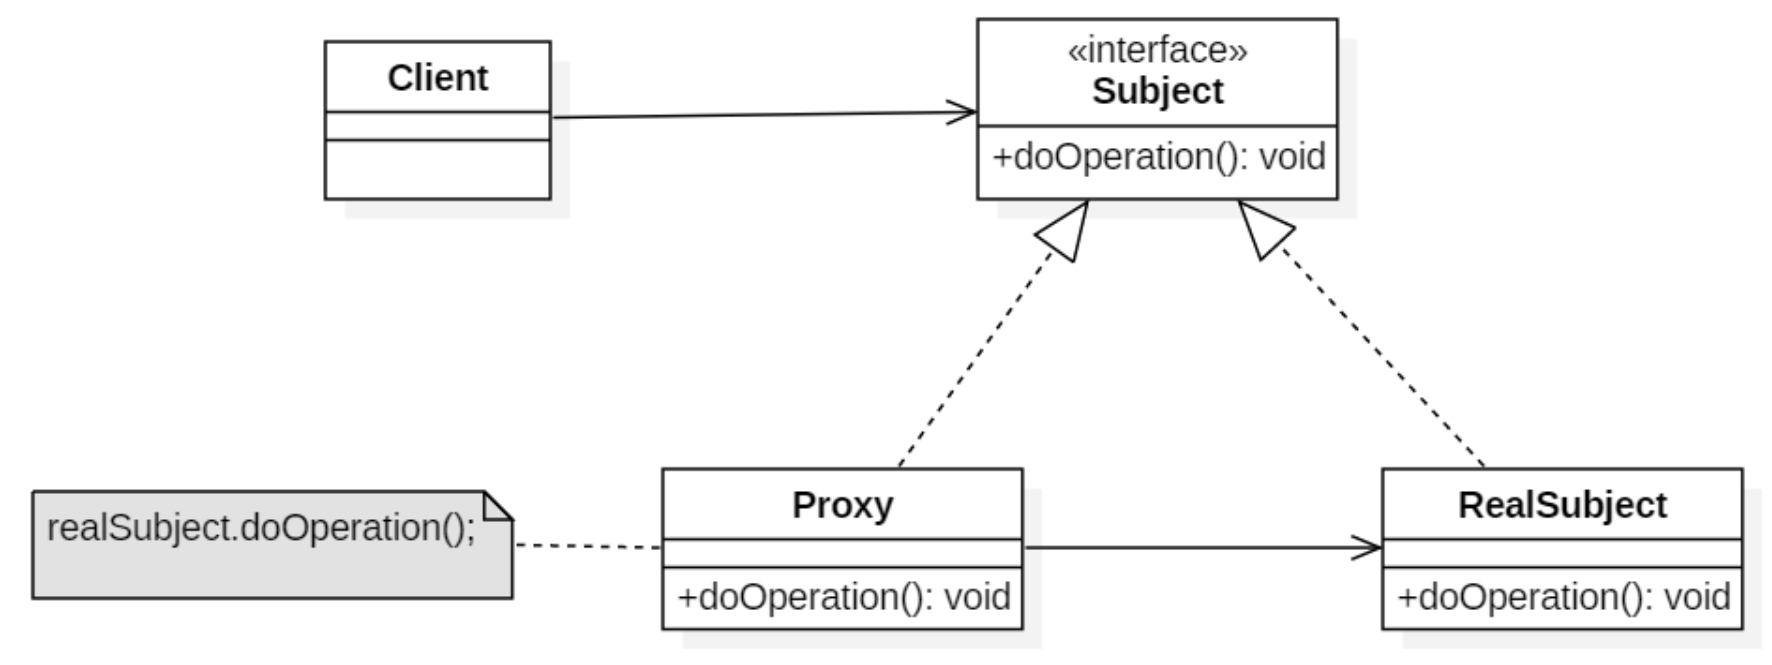 Client
«interface»
Subject
+doOperation(): void
realSubject.doOperation();
Proxy
+doOperation(): void
RealSubject
+doOperation(): void